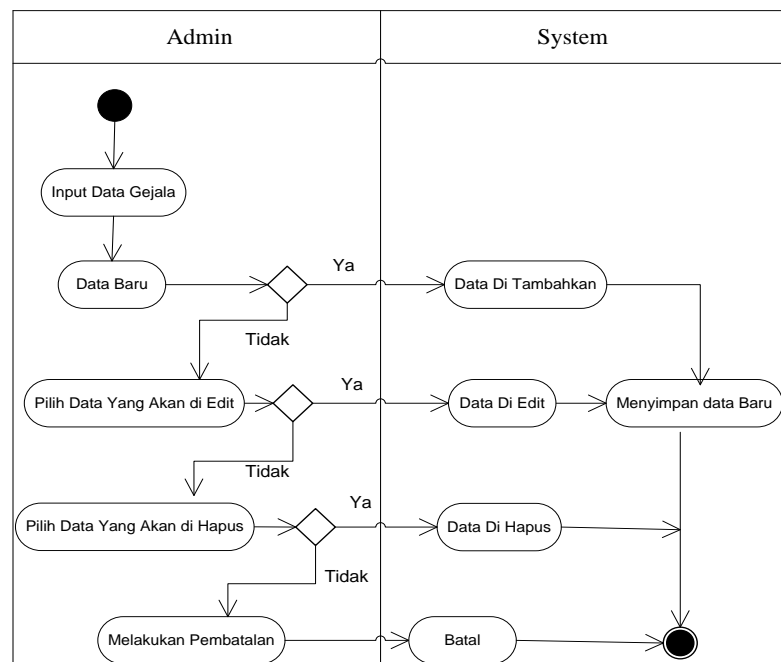 Admin
System
Input Data Gejala
Data Baru
Ya
Data Di Tambahkan
Tidak
Pilih Data Yang Akan di Edit
Ya
Data Di Edit
Menyimpan data Baru
Tidak
Pilih Data Yang Akan di Hapus
Ya
Data Di Hapus
Tidak
Melakukan Pembatalan
Batal